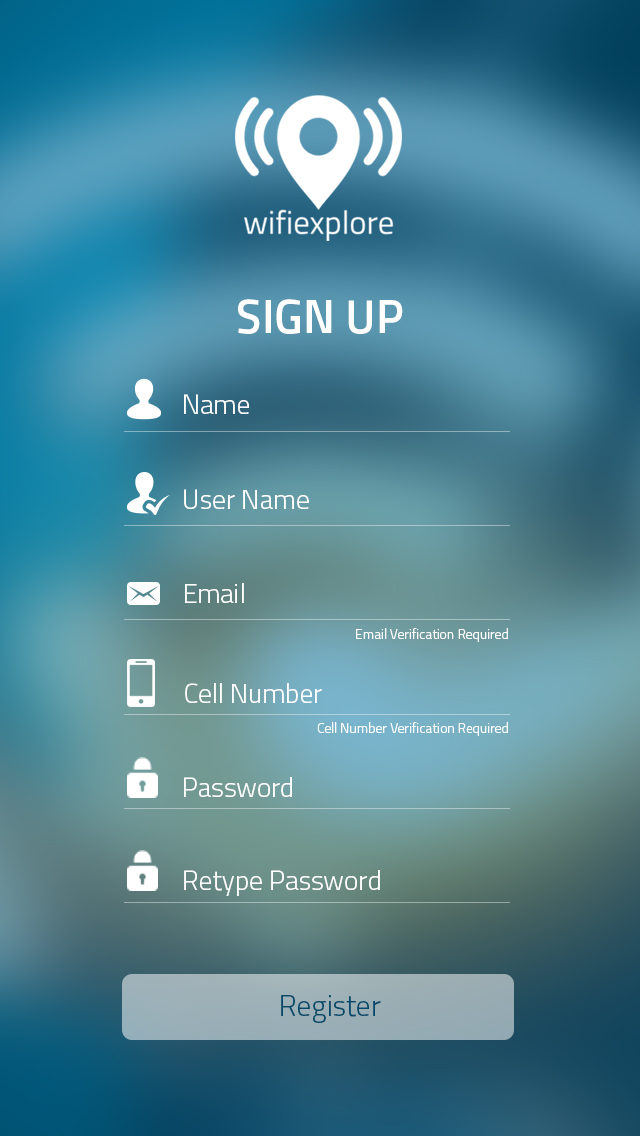 wifiexplore
SIGN UP
Name
User Name
Email
Email Verification Required
Cell Number
Cell Number Verification Required
Password
Retype Password
Register